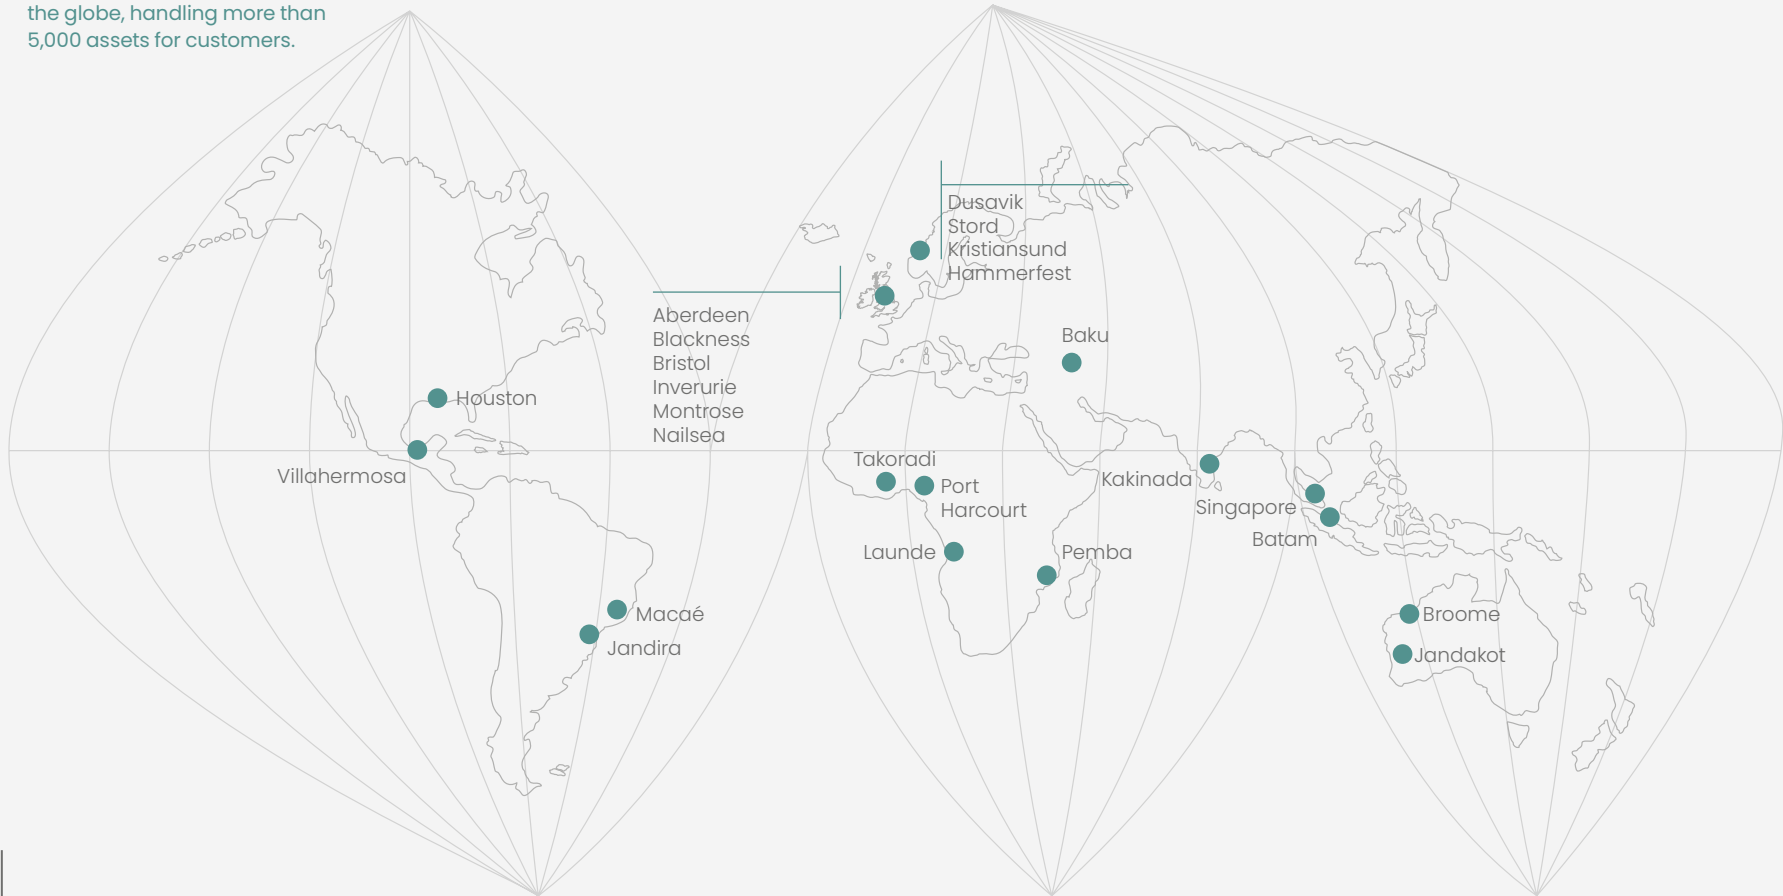 the globe, handling more than
5,000 assets for customers.
Dusavik
Stord
Kristiansund
Hammerfest
Aberdeen
Blackness
Bristol
Inverurie
Montrose
Nailsea
Baku
Houston
Villahermosa
Takoradi
Port
Harcourt
Kakinada
Singapore
Batam
Launde
Pemba
Macaé
Jandira
Broome
Jandakot